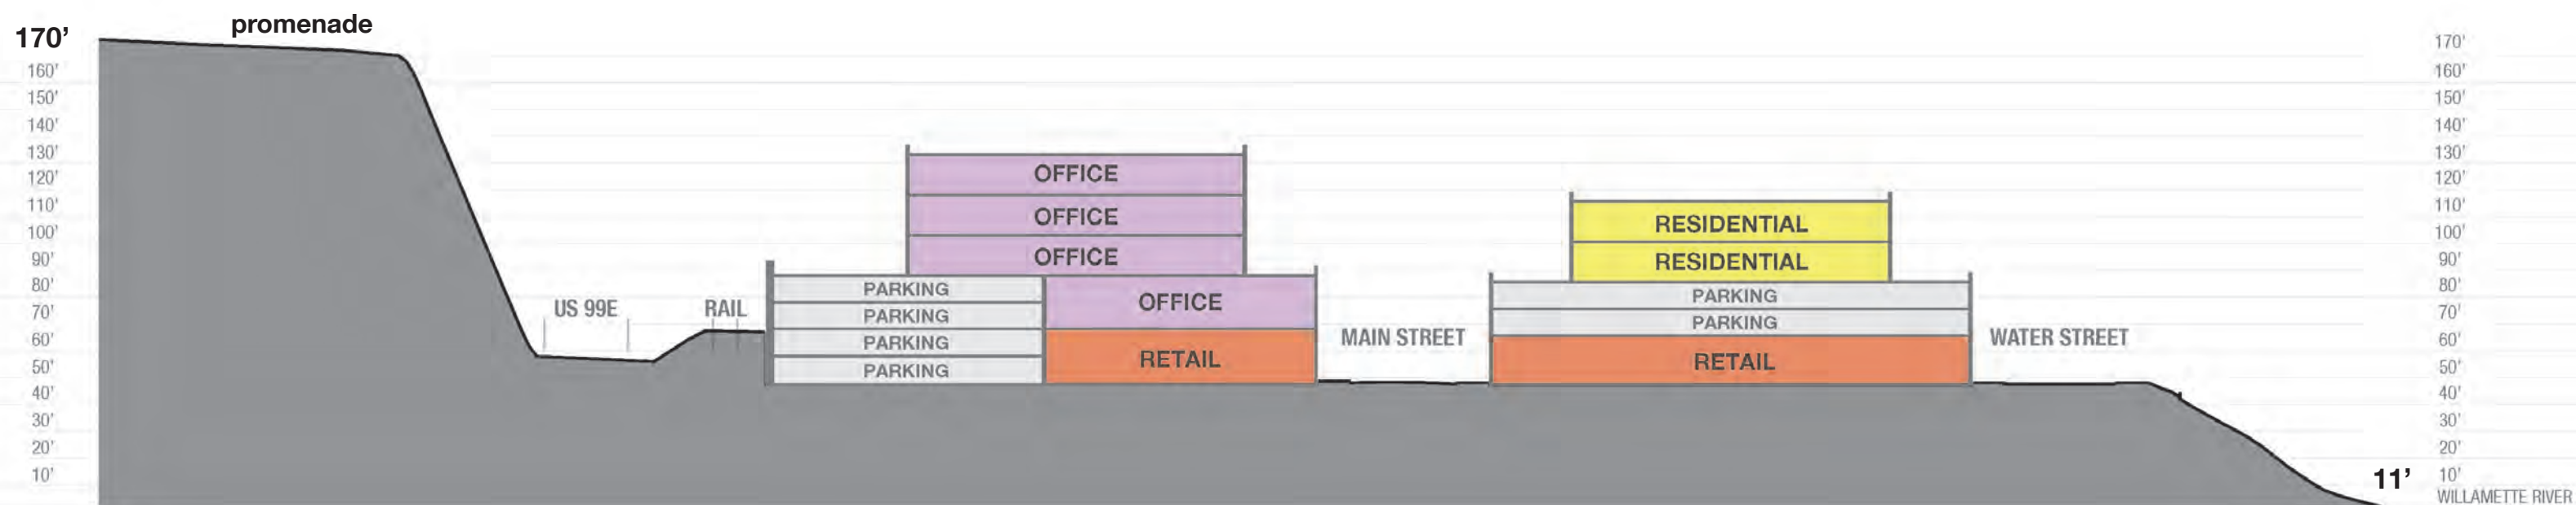 promenade
170’
160'
150'
140'
130'
120'
110'
100'
90'
80'
70'
60'
50'
40'
30'
20'
10'
US 99E
RAIL
OFFICE
OFFICE
OFFICE
PARKING
PARKING
PARKING
PARKING
OFFICE
RETAIL
MAIN STREET
RESIDENTIAL
RESIDENTIAL
PARKING
PARKING
RETAIL
WATER STREET
11’
170'
160'
150'
140'
130'
120'
110'
100'
90'
80'
70'
60'
50'
40'
30'
20'
10'
WILLAMETTE RIVER